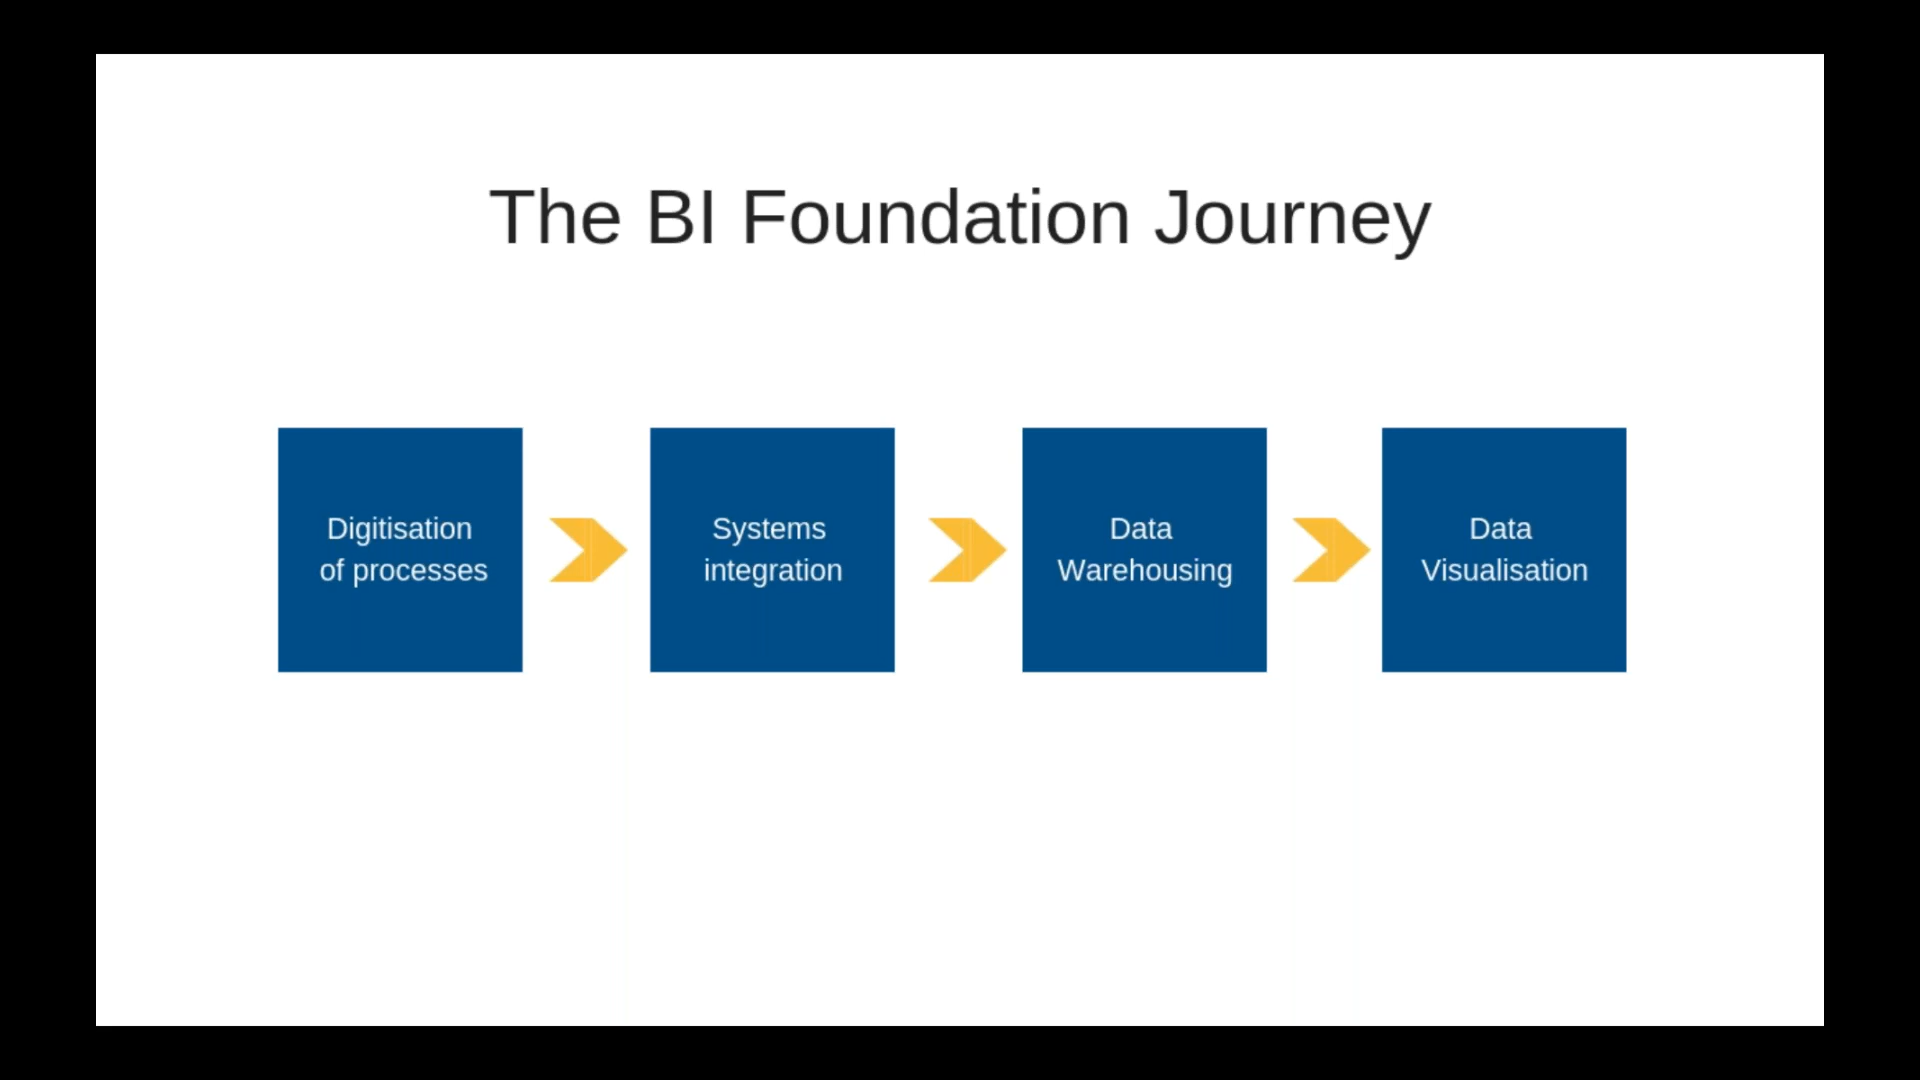 The BI Foundation Journey
Digitisation
of processes
Systems
integration
Data
Warehousing
Data
Visualisation